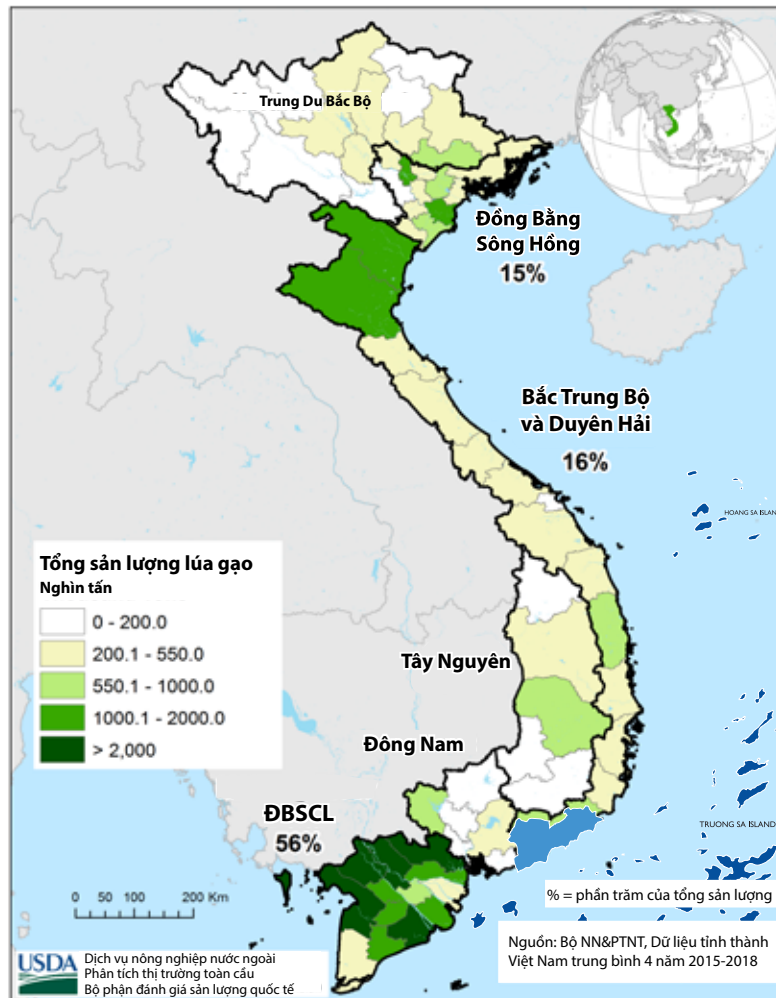 Trung Du Bắc Bộ
Đồng Bằng
Sông Hồng
15%
Bắc Trung Bộ
và Duyên Hải
16%
HOANG SA ISLAN
Tổng sản lượng lúa gạo
Nghìn tấn
0 - 200.0
200.1 - 550.0
550.1 - 1000.0
1000.1 - 2000.0
> 2,000
Tây Nguyên
Đông Nam
ĐBSCL
56%
TRUONG SA ISLAND
0 50 100 200 Km
% = phần trăm của tổng sản lượng
USDA
Dịch vụ nông nghiệp nước ngoài
Phân tích thị trường toàn cầu
Bộ phận đánh giá sản lượng quốc tế
Nguồn: Bộ NN&PTNT, Dữ liệu tỉnh thành
Việt Nam trung bình 4 năm 2015-2018